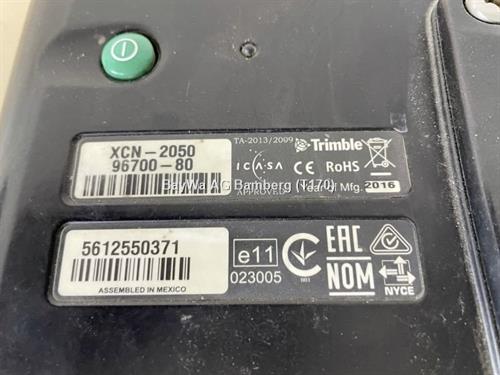 XCN-2050
96700-80
TA-2013/2009
ICASA
APPROVED
Trimble
CE RoHS
Year of Mfg. 2016
BayWa AG Bamberg (T170)
5612550371
ASSEMBLED IN MEXICO
e11
023005
EAC
NOM
NYCE